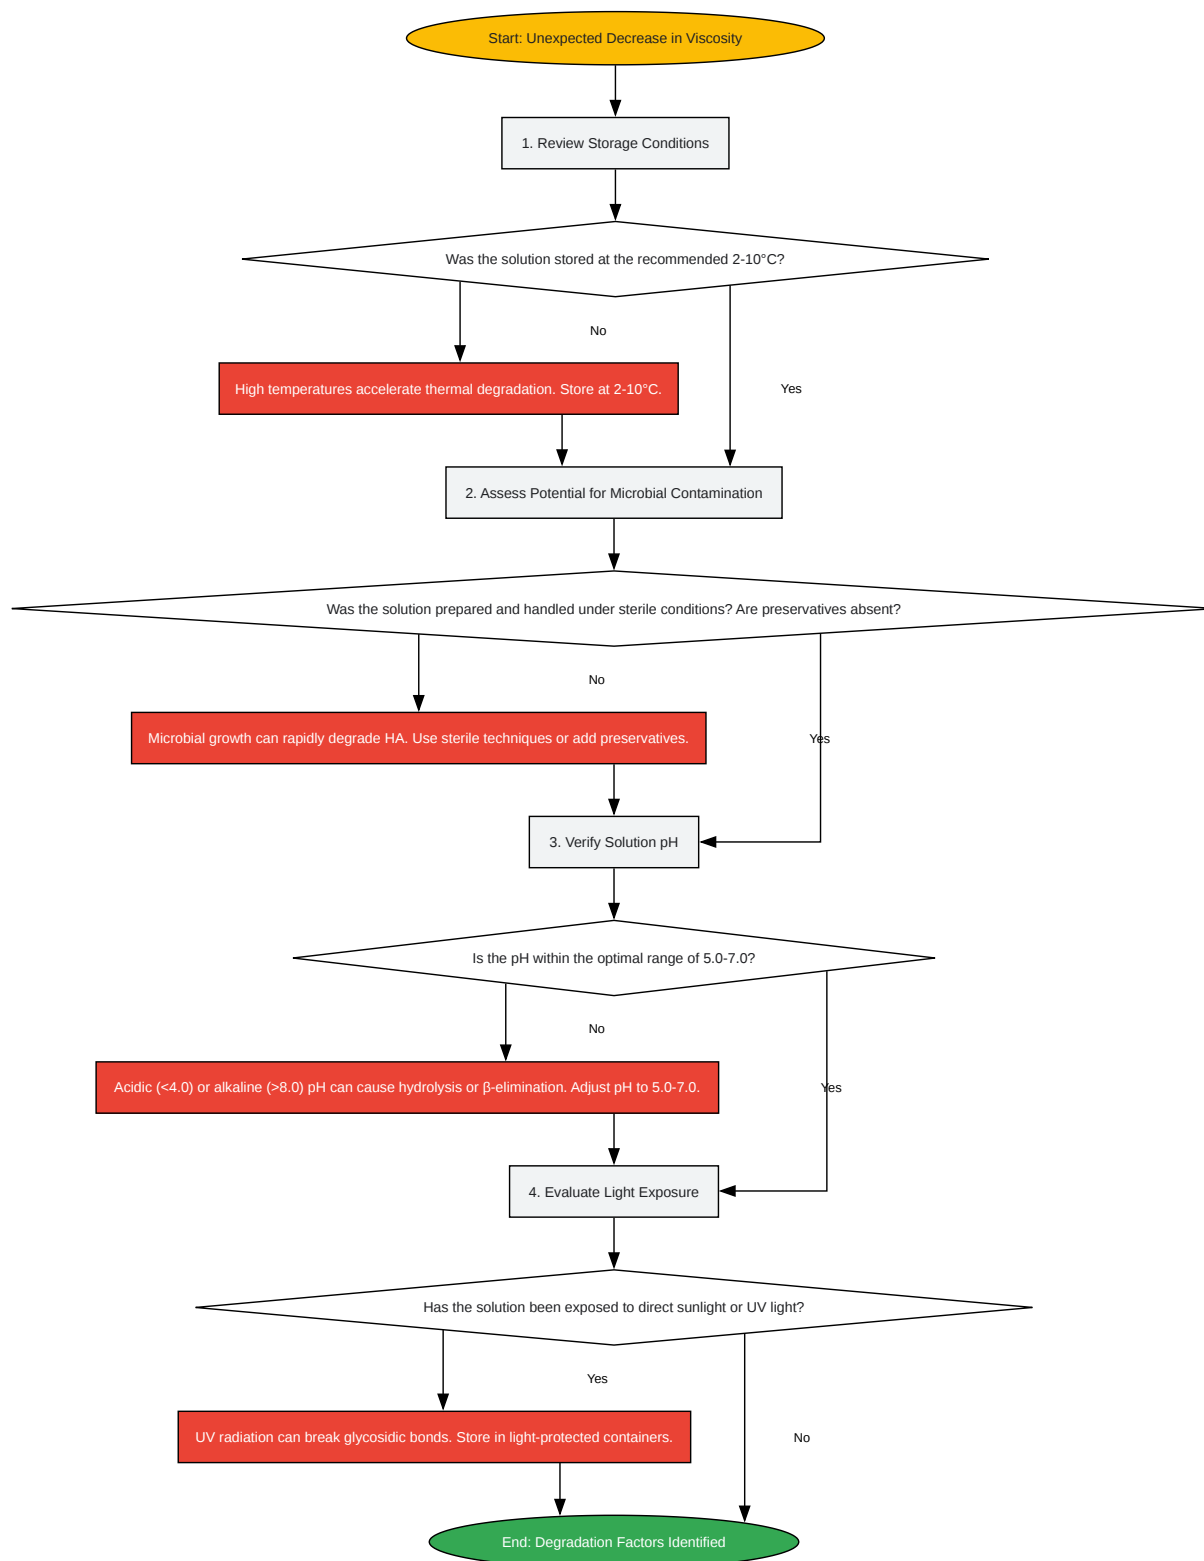 Start: Unexpected Decrease in Viscosity
1. Review Storage Conditions
Was the solution stored at the recommended 2-10°C?
No
High temperatures accelerate thermal degradation. Store at 2-10°C.
Yes
2. Assess Potential for Microbial Contamination
Was the solution prepared and handled under sterile conditions? Are preservatives absent?
No
Microbial growth can rapidly degrade HA. Use sterile techniques or add preservatives.
Yes
3. Verify Solution pH
Is the pH within the optimal range of 5.0-7.0?
No
Acidic (<4.0) or alkaline (>8.0) pH can cause hydrolysis or β-elimination. Adjust pH to 5.0-7.0.
Yes
4. Evaluate Light Exposure
Has the solution been exposed to direct sunlight or UV light?
Yes
UV radiation can break glycosidic bonds. Store in light-protected containers.
No
End: Degradation Factors Identified